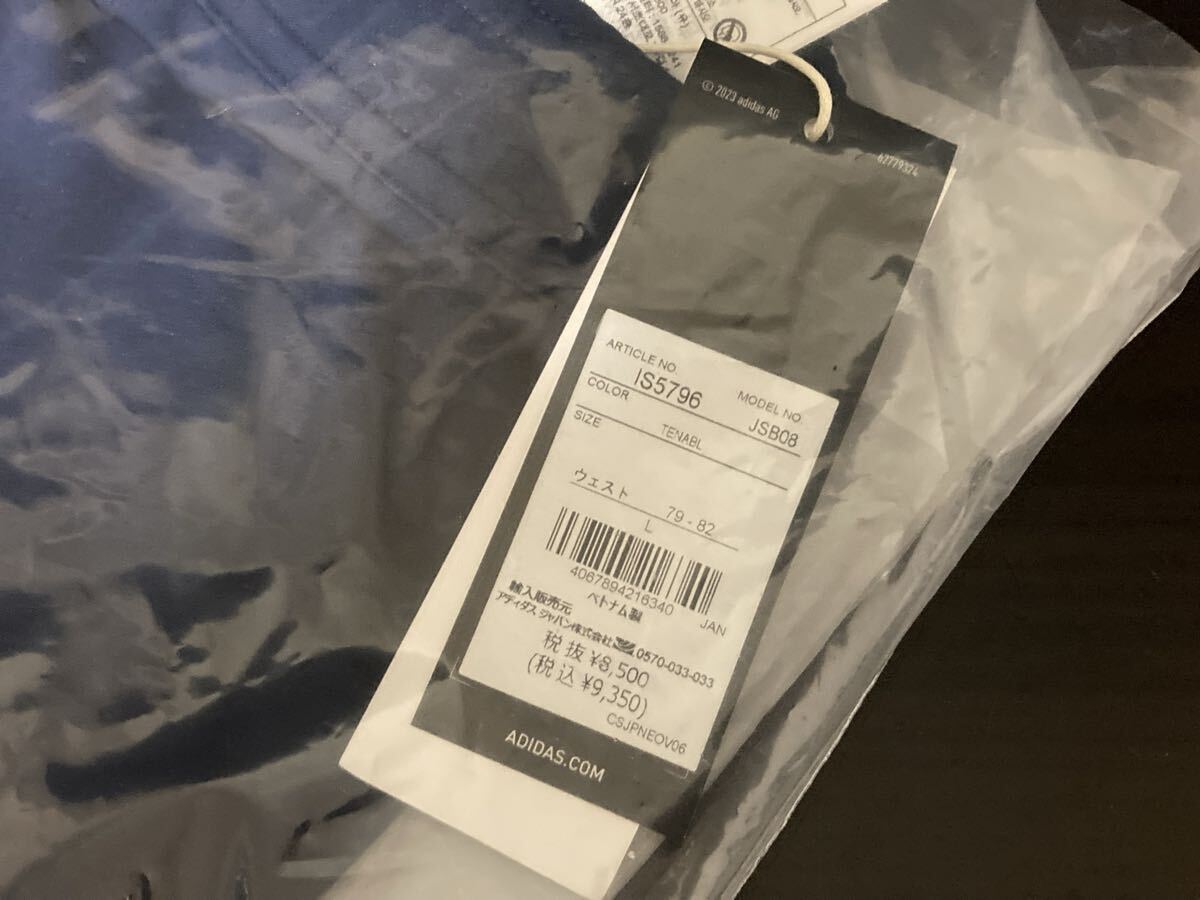 © 2023 adidas AG
62779324
ARTICLE NO. MODEL NO.
IS5796 JSB08
COLOR
TENABL
SIZE
ウェスト 79 - 82
L
4067894216340 JAN
ベトナム製
輸入販売元
アディダス ジャパン株式会社 0570-033-033
税抜 ¥8,500
(税込 ¥9,350)
CSJPNEOV06
ADIDAS.COM